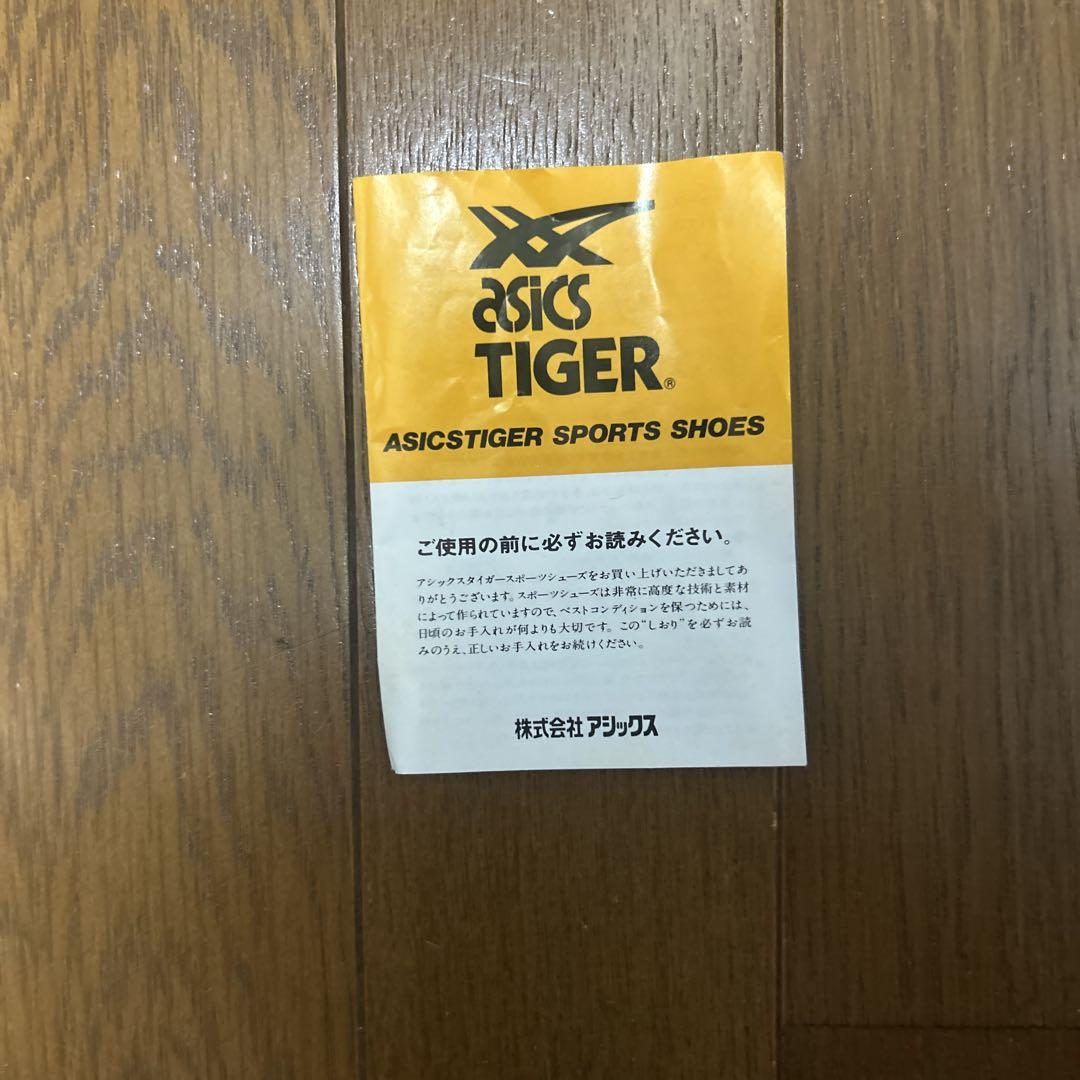 asics
TIGER®
ASICSTIGER SPORTS SHOES
ご使用の前に必ずお読みください。
アシックスタイガースポーツシューズをお買い上げいただきましてあ
りがとうございます。スポーツシューズは非常に高度な技術と素材
によって作られていますので、ベストコンディションを保つためには、
日頃のお手入れが何よりも大切です。この“しおり”を必ずお読
みのうえ、正しいお手入れをお続けください。
株式会社アシックス